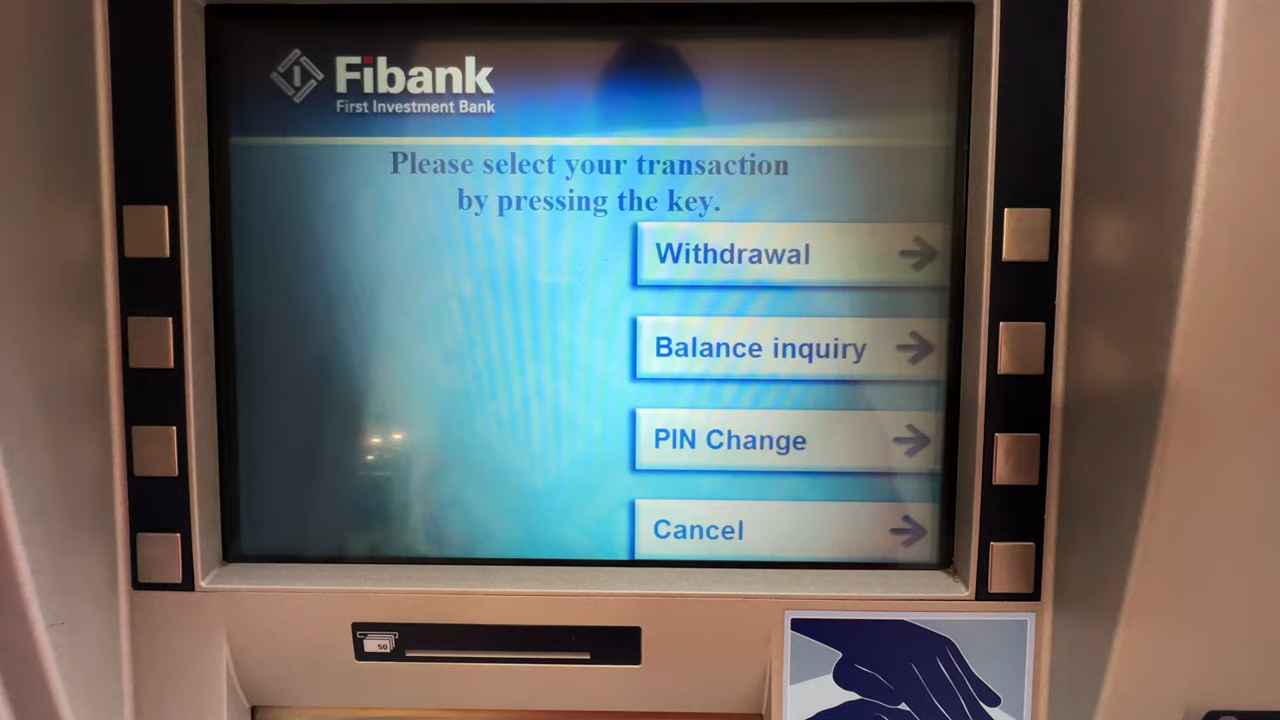 Fibank
First Investment Bank
Please select your transaction
by pressing the key.
Withdrawal
Balance inquiry
PIN Change
Cancel
50